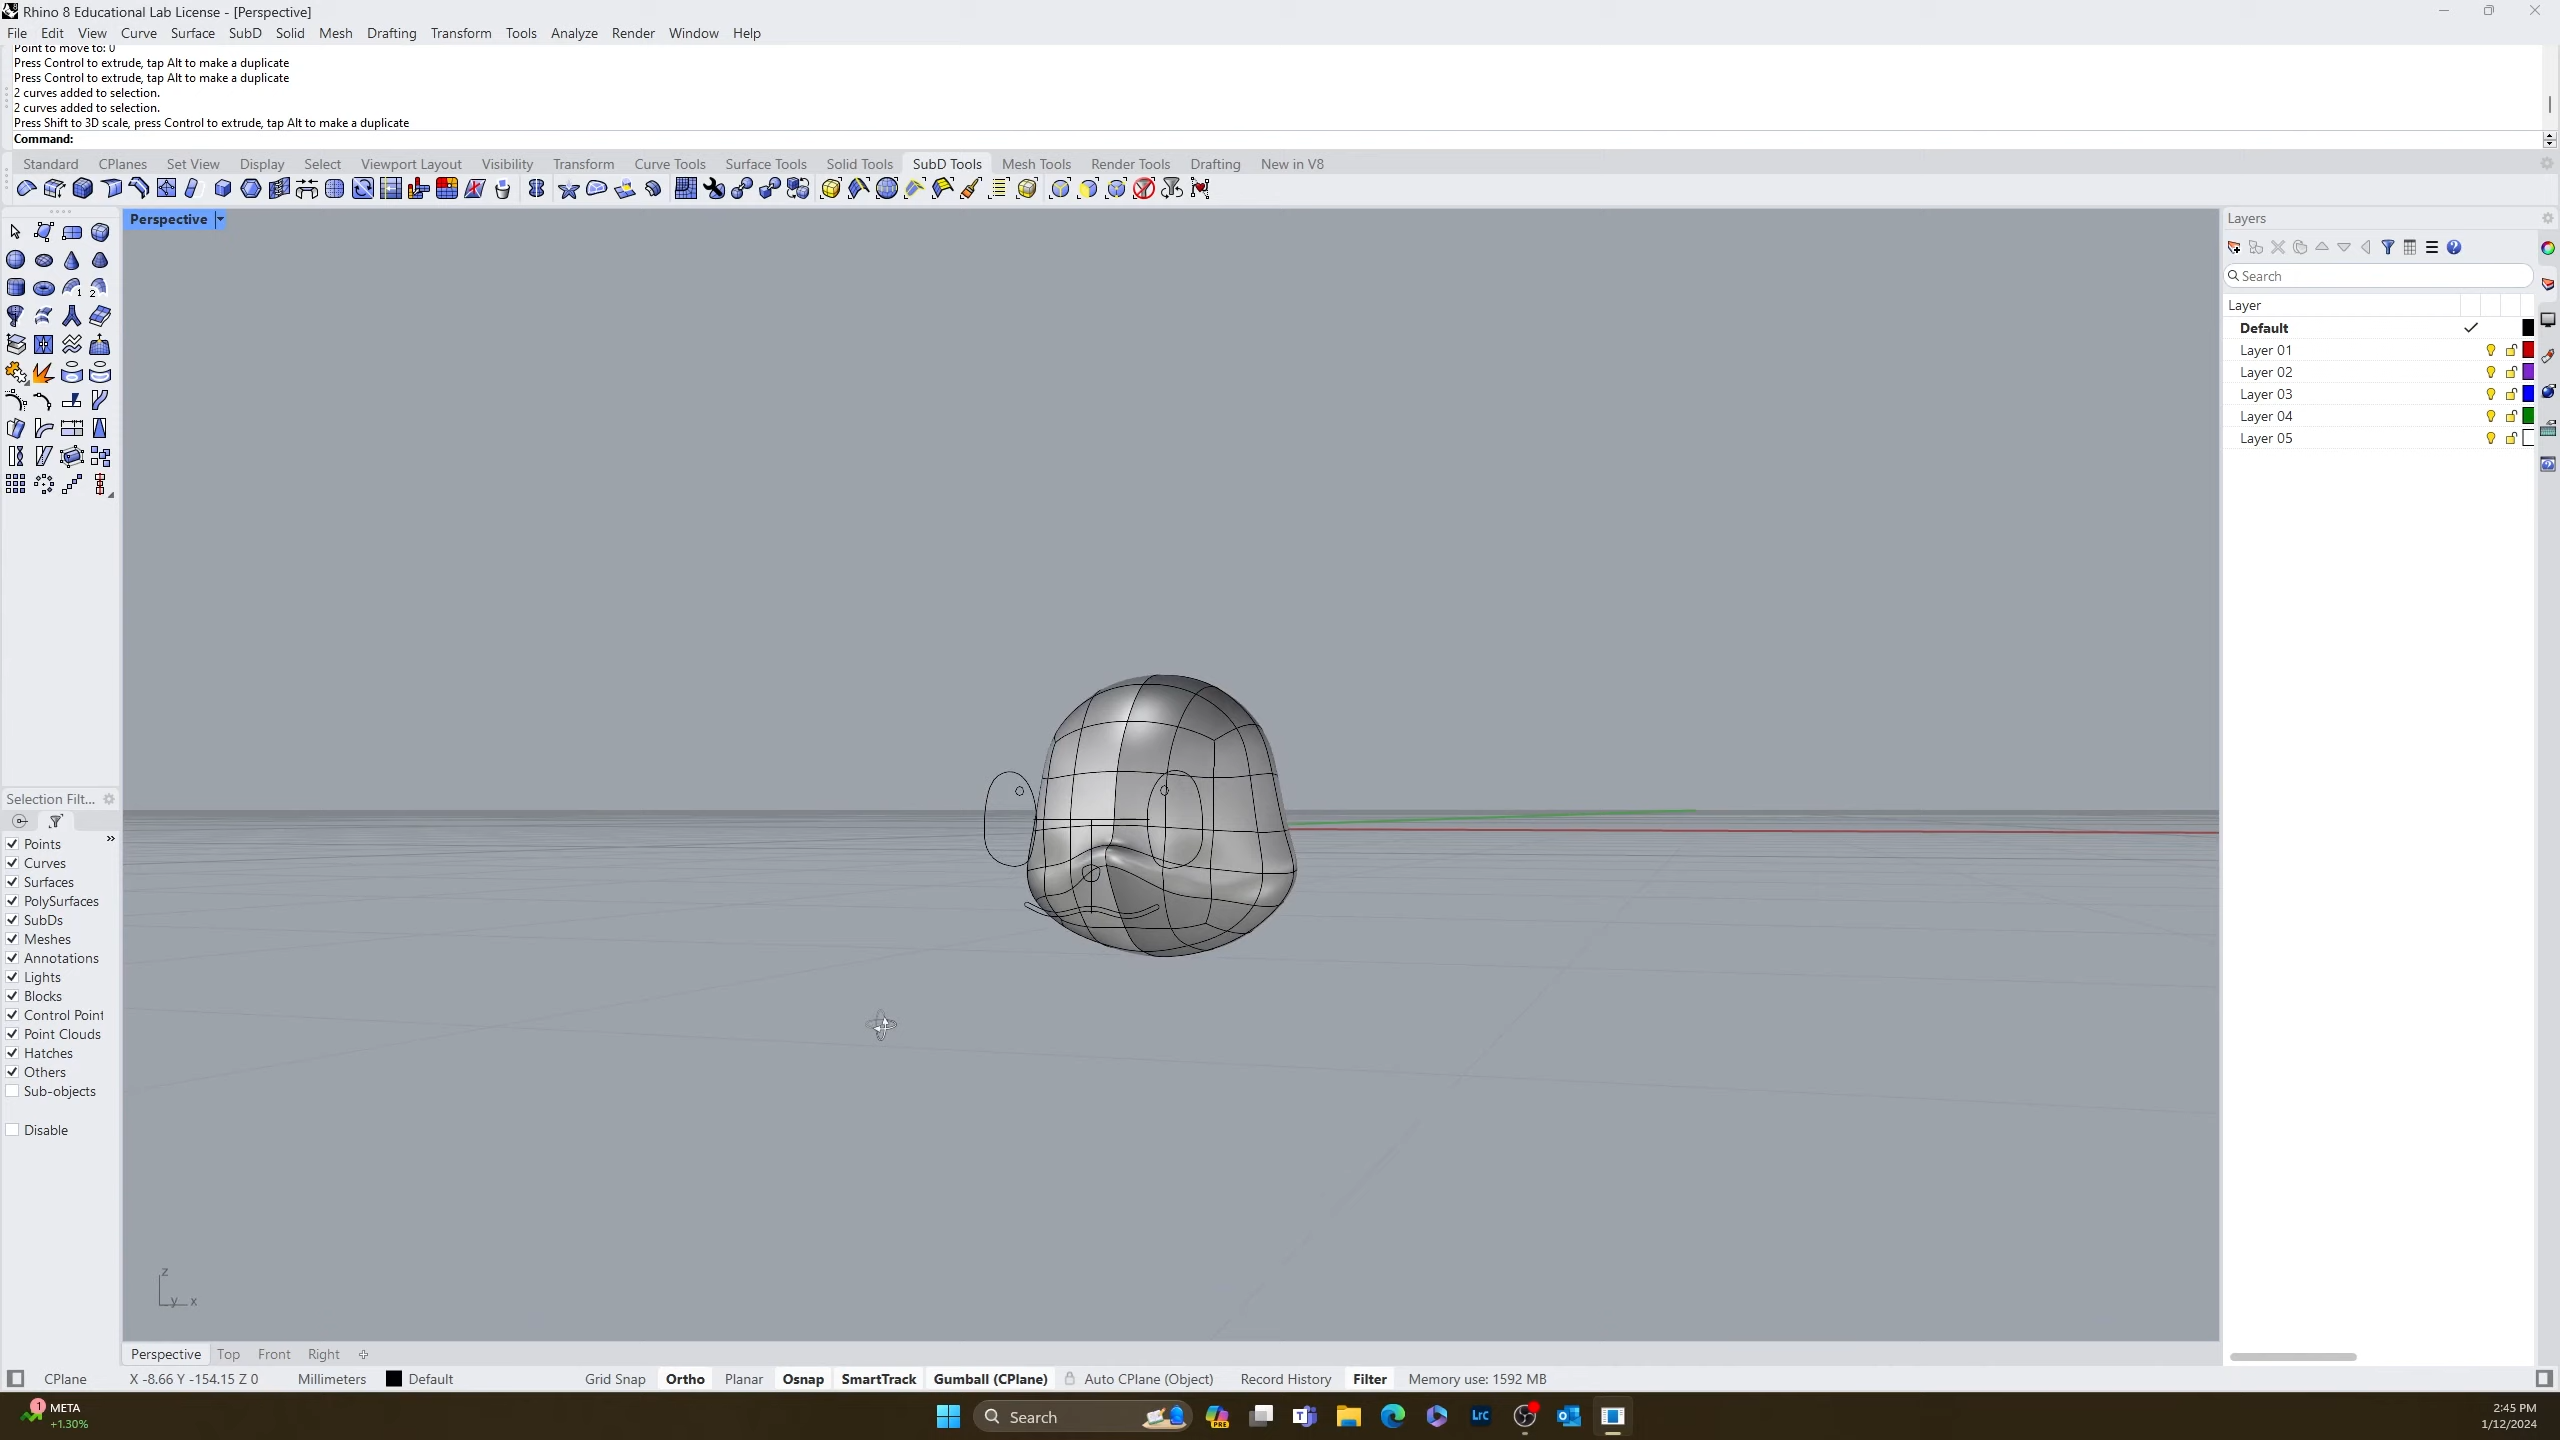 Rhino 8 Educational Lab License - [Perspective]
File Edit View Curve Surface SubD Solid Mesh Drafting Transform Tools Analyze Render Window Help
Point to move to: 0
Press Control to extrude, tap Alt to make a duplicate
Press Control to extrude, tap Alt to make a duplicate
2 curves added to selection.
2 curves added to selection.
Press Shift to 3D scale, press Control to extrude, tap Alt to make a duplicate
Command:
Standard CPlanes Set View Display Select Viewport Layout Visibility Transform Curve Tools Surface Tools Solid Tools SubD Tools Mesh Tools Render Tools Drafting New in V8
Perspective
Layers
Search
Layer
Default
Layer 01
Layer 02
Layer 03
Layer 04
Layer 05
Selection Filt...
Points
Curves
Surfaces
PolySurfaces
SubDs
Meshes
Annotations
Lights
Blocks
Control Point
Point Clouds
Hatches
Others
Sub-objects
Disable
z
y x
Perspective Top Front Right
CPlane X -8.66 Y -154.15 Z 0 Millimeters Default Grid Snap Ortho Planar Osnap SmartTrack Gumball (CPlane) Auto CPlane (Object) Record History Filter Memory use: 1592 MB
1 META
+1.30%
Search
PRE
Lrc
2:45 PM
1/12/2024